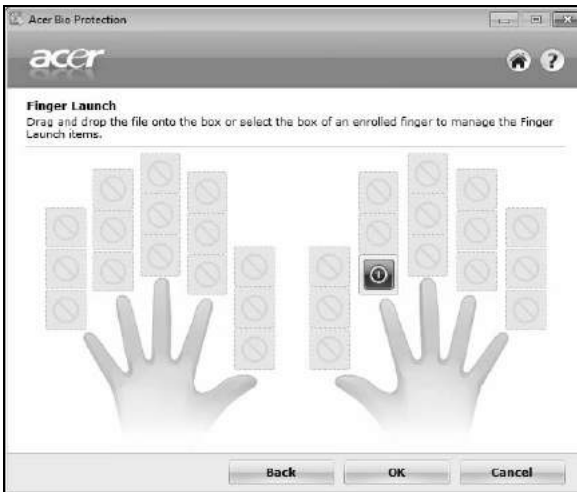 Acer Bio Protection
acer
?
Finger Launch
Drag and drop the file onto the box or select the box of an enrolled finger to manage the Finger
Launch items.
1
Back OK Cancel